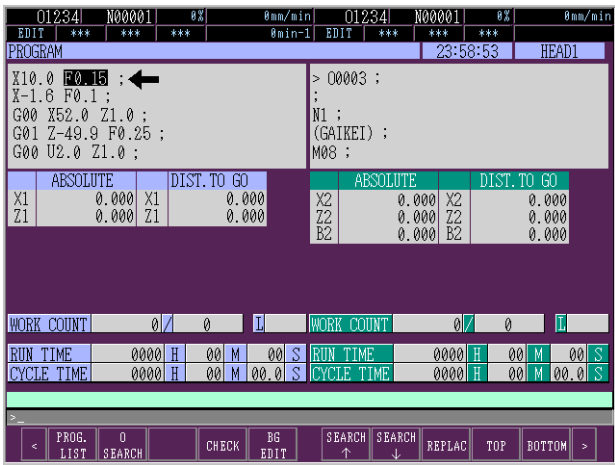 O1234 N00001 0% 0mm/min O1234 N00001 0% 0mm/min
EDIT *** *** *** 0min-1 EDIT *** *** 0min-1
PROGRAM 23:58:53 HEAD1
X10.0 F0.15 ;
X-1.6 F0.1 ;
G00 X52.0 Z1.0 ;
G01 Z-49.9 F0.25 ;
G00 U2.0 Z1.0 ;
> O0003 ;
;
N1 ;
(GAIKEI) ;
M08 ;
ABSOLUTE DIST.TO GO
X1 0.000 X1 0.000
Z1 0.000 Z1 0.000
ABSOLUTE DIST.TO GO
X2 0.000 X2 0.000
Z2 0.000 Z2 0.000
B2 0.000 B2 0.000
WORK COUNT 0 / 0 L WORK COUNT 0 / 0 L
RUN TIME 0000 H 00 M 00 S RUN TIME 0000 H 00 M 00 S
CYCLE TIME 0000 H 00 M 00.0 S CYCLE TIME 0000 H 00 M 00.0 S
>_
< PROG. LIST O SEARCH CHECK BG EDIT SEARCH ↑ SEARCH ↓ REPLAC TOP BOTTOM >